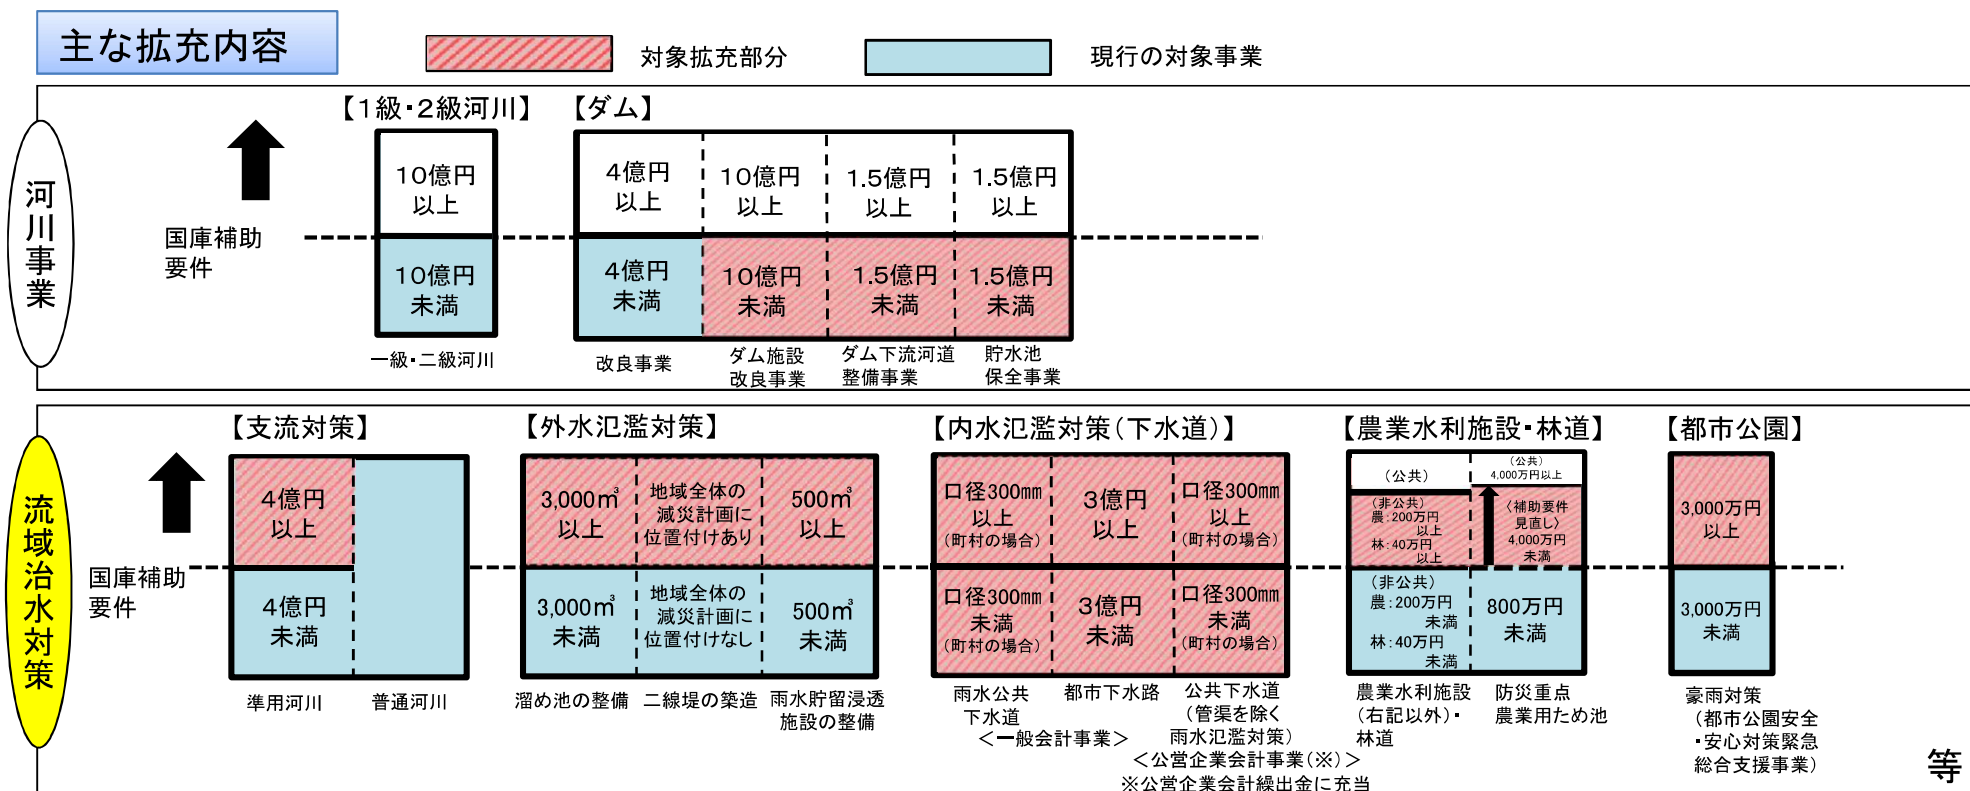 主な拡充内容
対象拡充部分
現行の対象事業
河川事業
国庫補助
要件
【1級・2級河川】
10億円
以上
10億円
未満
一級・二級河川
【ダム】
4億円
以上
10億円
以上
1.5億円
以上
1.5億円
以上
4億円
未満
10億円
未満
1.5億円
未満
1.5億円
未満
改良事業
ダム施設
改良事業
ダム下流河道
整備事業
貯水池
保全事業
流域治水対策
国庫補助
要件
【支流対策】
4億円
以上
4億円
未満
準用河川
普通河川
【外水氾濫対策】
3,000㎥
以上
地域全体の
減災計画に
位置付けあり
500㎥
以上
3,000㎥
未満
地域全体の
減災計画に
位置付けなし
500㎥
未満
溜め池の整備
二線堤の築造
雨水貯留浸透
施設の整備
【内水氾濫対策(下水道)】
口径300㎜
以上
(町村の場合)
3億円
以上
口径300㎜
以上
(町村の場合)
口径300㎜
未満
(町村の場合)
3億円
未満
口径300㎜
未満
(町村の場合)
雨水公共
下水道
都市下水路
＜一般会計事業＞
公共下水道
(管渠を除く
雨水氾濫対策)
＜公営企業会計事業(※)＞
※公営企業会計繰出金に充当
【農業水利施設・林道】
(公共)
(公共)
4,000万円以上
(非公共)
農:200万円
以上
林:40万円
以上
〈補助要件
見直し〉
4,000万円
未満
(非公共)
農:200万円
未満
林:40万円
未満
800万円
未満
農業水利施設
(右記以外)・
林道
防災重点
農業用ため池
【都市公園】
3,000万円
以上
3,000万円
未満
豪雨対策
(都市公園安全
・安心対策緊急
総合支援事業)
等